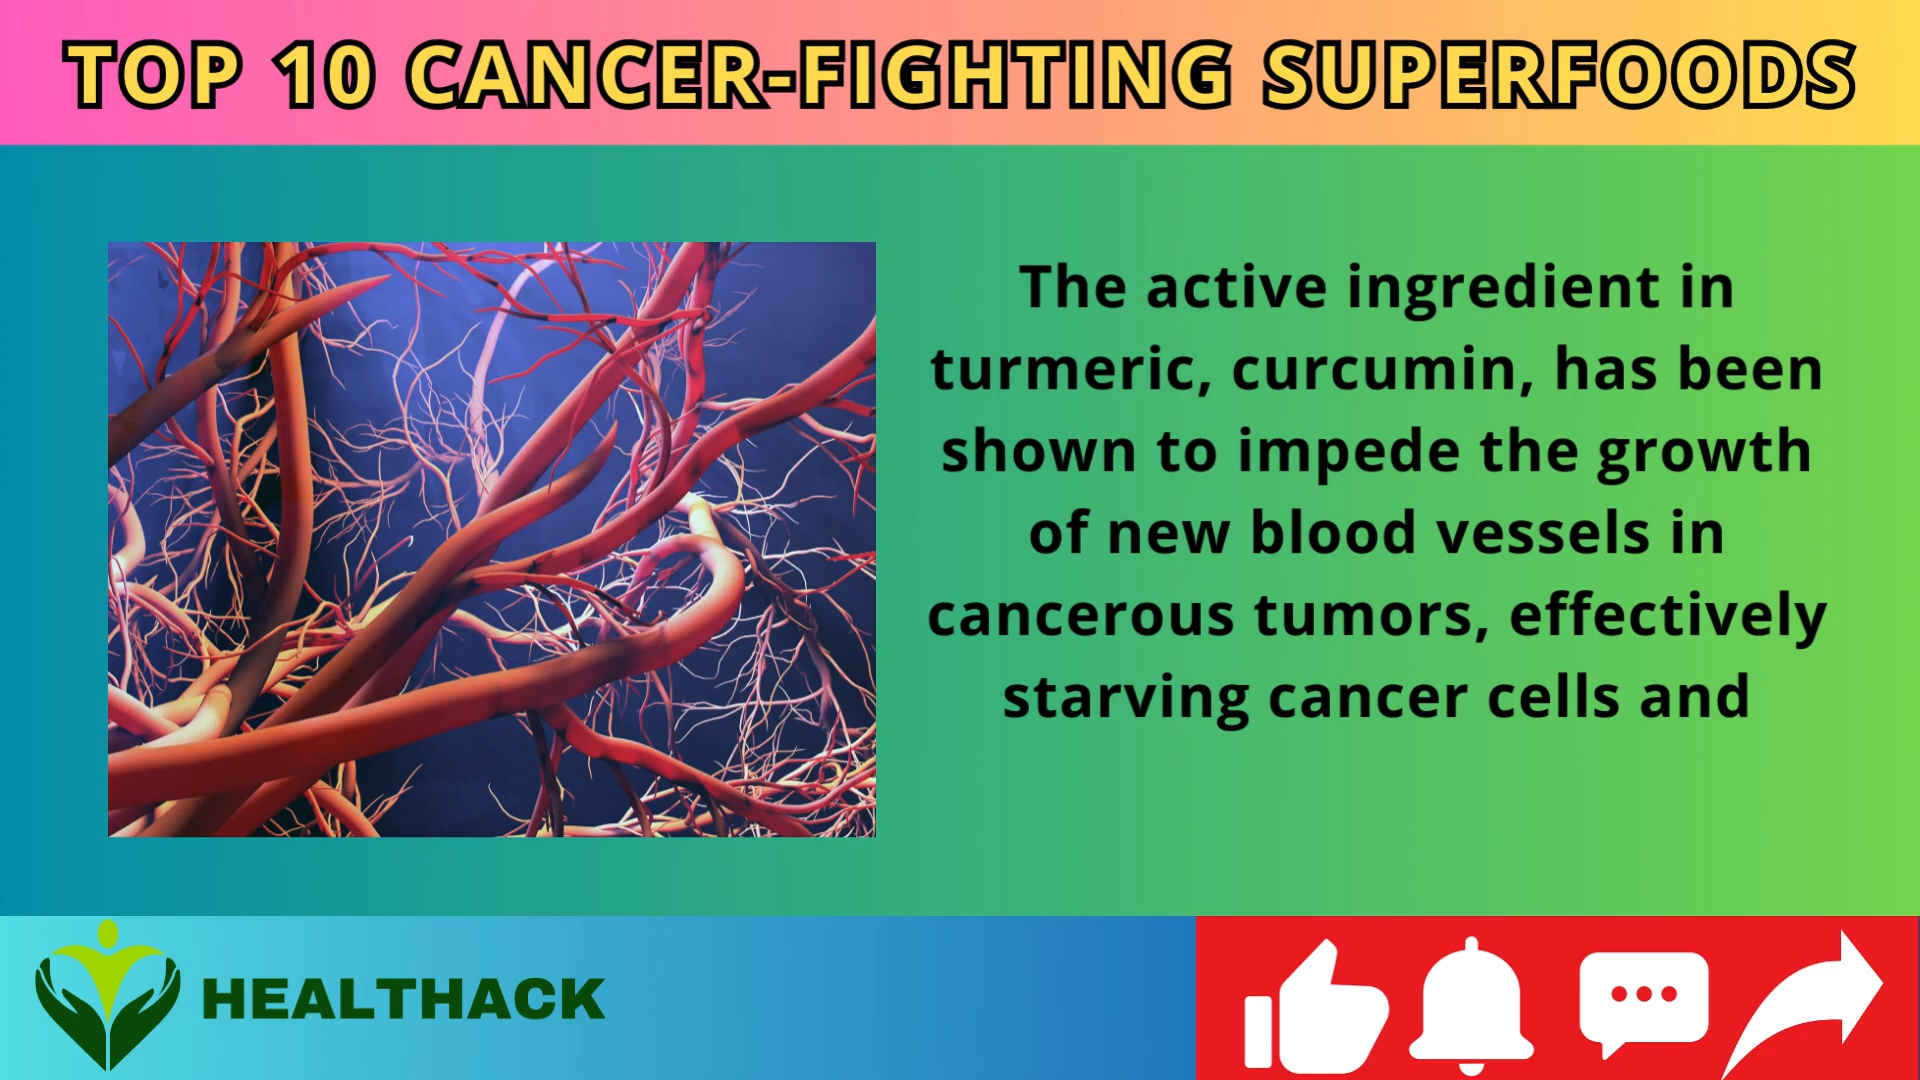 TOP 10 CANCER-FIGHTING SUPERFOODS
The active ingredient in
turmeric, curcumin, has been
shown to impede the growth
of new blood vessels in
cancerous tumors, effectively
starving cancer cells and
HEALTHACK